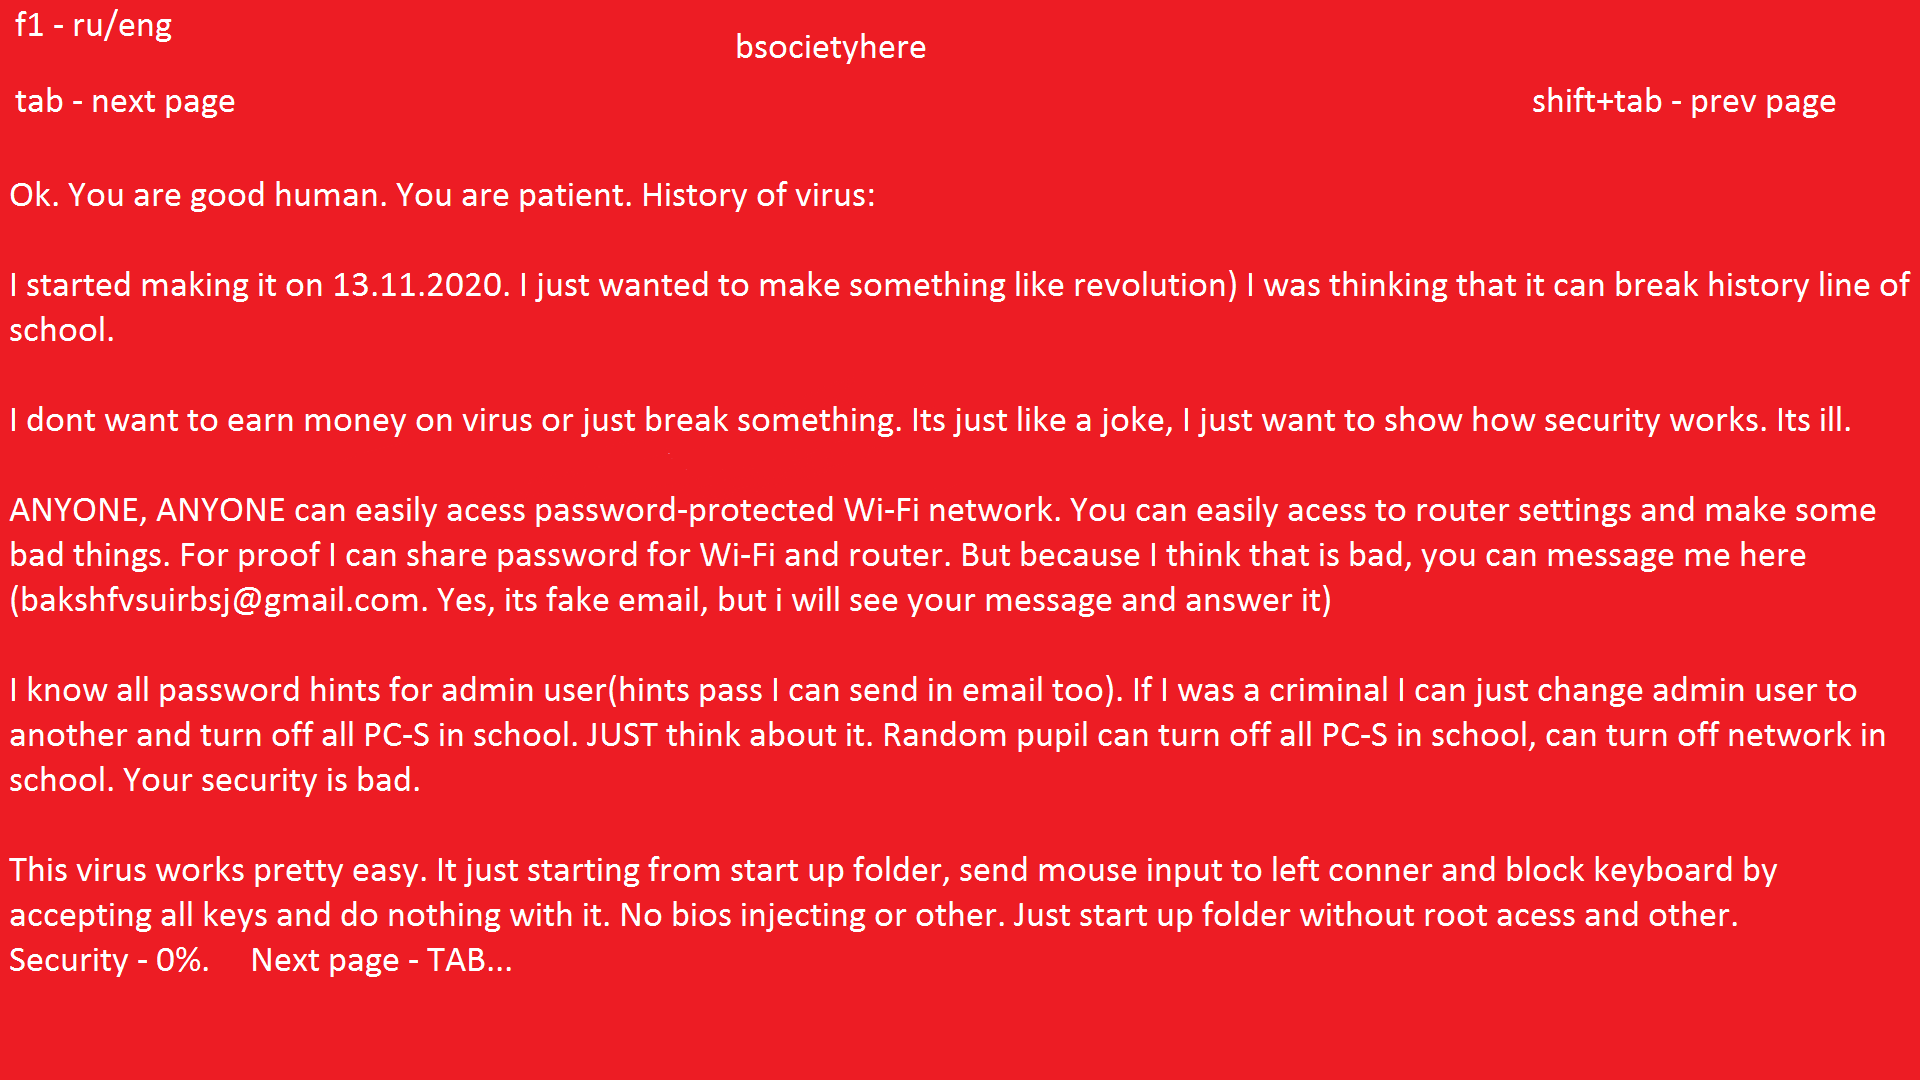 f1 - ru/eng
bsocietyhere
tab - next page
shift+tab - prev page
Ok. You are good human. You are patient. History of virus:
I started making it on 13.11.2020. I just wanted to make something like revolution) I was thinking that it can break history line of
school.
I dont want to earn money on virus or just break something. Its just like a joke, I just want to show how security works. Its ill.
ANYONE, ANYONE can easily acess password-protected Wi-Fi network. You can easily acess to router settings and make some
bad things. For proof I can share password for Wi-Fi and router. But because I think that is bad, you can message me here
(bakshfvsuirbsj@gmail.com. Yes, its fake email, but i will see your message and answer it)
I know all password hints for admin user(hints pass I can send in email too). If I was a criminal I can just change admin user to
another and turn off all PC-S in school. JUST think about it. Random pupil can turn off all PC-S in school, can turn off network in
school. Your security is bad.
This virus works pretty easy. It just starting from start up folder, send mouse input to left conner and block keyboard by
accepting all keys and do nothing with it. No bios injecting or other. Just start up folder without root acess and other.
Security - 0%. Next page - TAB...